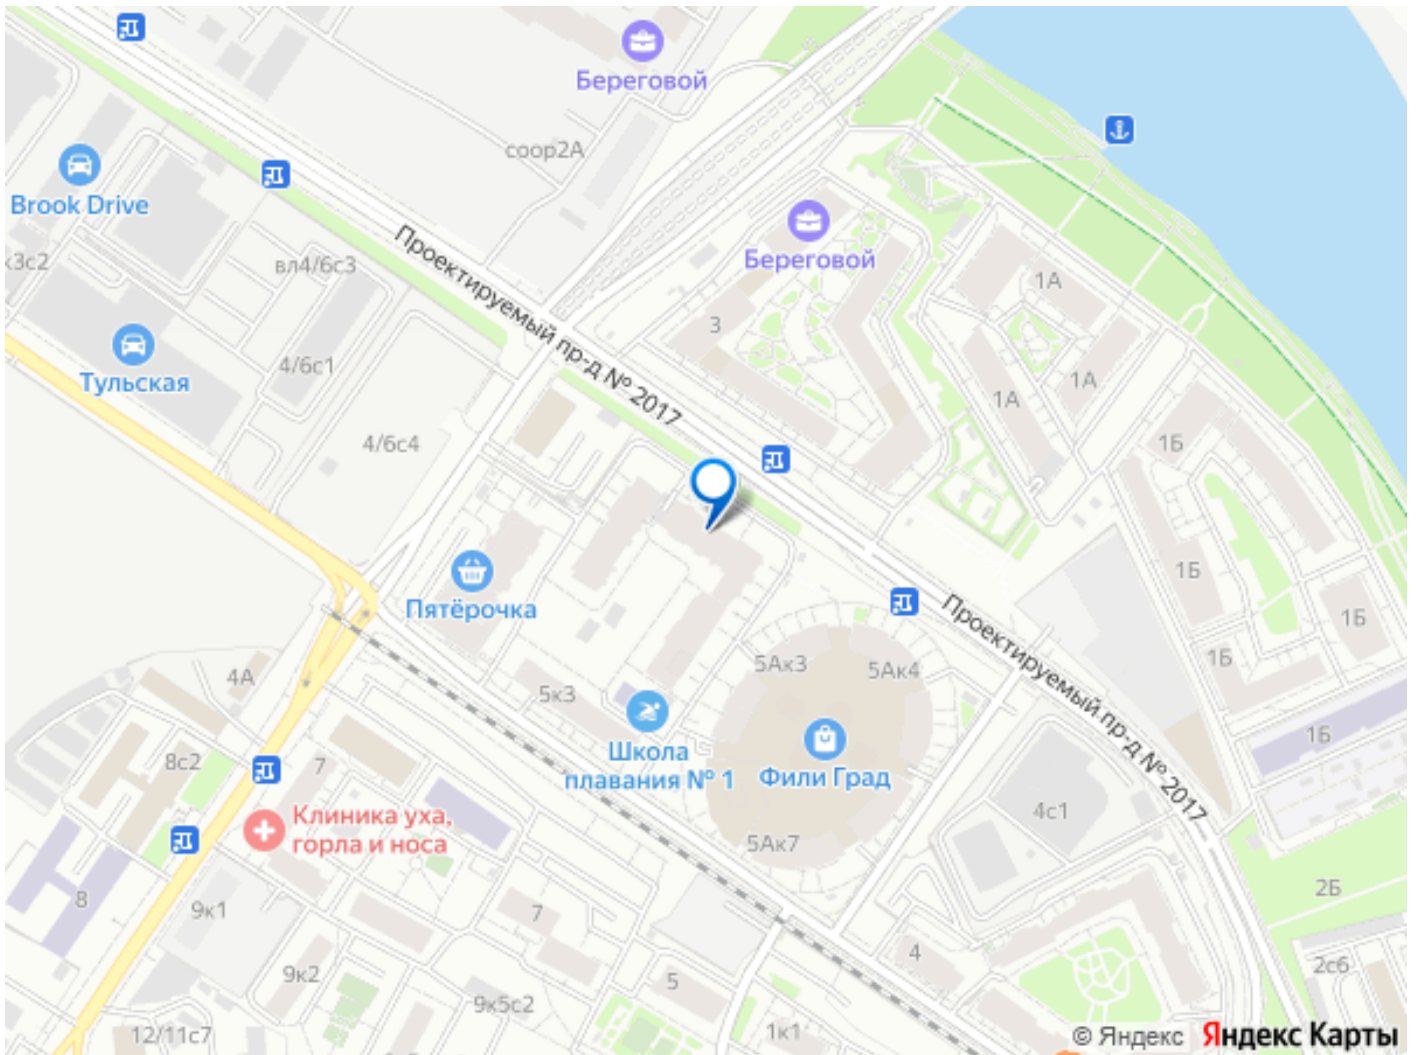 Береговой
соор2А
Brook Drive
к3с2
вл4/6с3
Проектируемый пр-д № 2017
Береговой
1А
3
Тульская
4/6с1
1А
1А
4/6с4
1Б
Пятёрочка
1Б
1Б
Проектируемый пр-д № 2017
5Ак3
5Ак4
1Б
4А
5к3
Школа
плавания № 1
Фили Град
1Б
8с2
7
Клиника уха,
горла и носа
4с1
5Ак7
8
9к1
7
2Б
4
9к2
5
2с6
9к5с2
12/11с7
1к1
© Яндекс Яндекс Карты